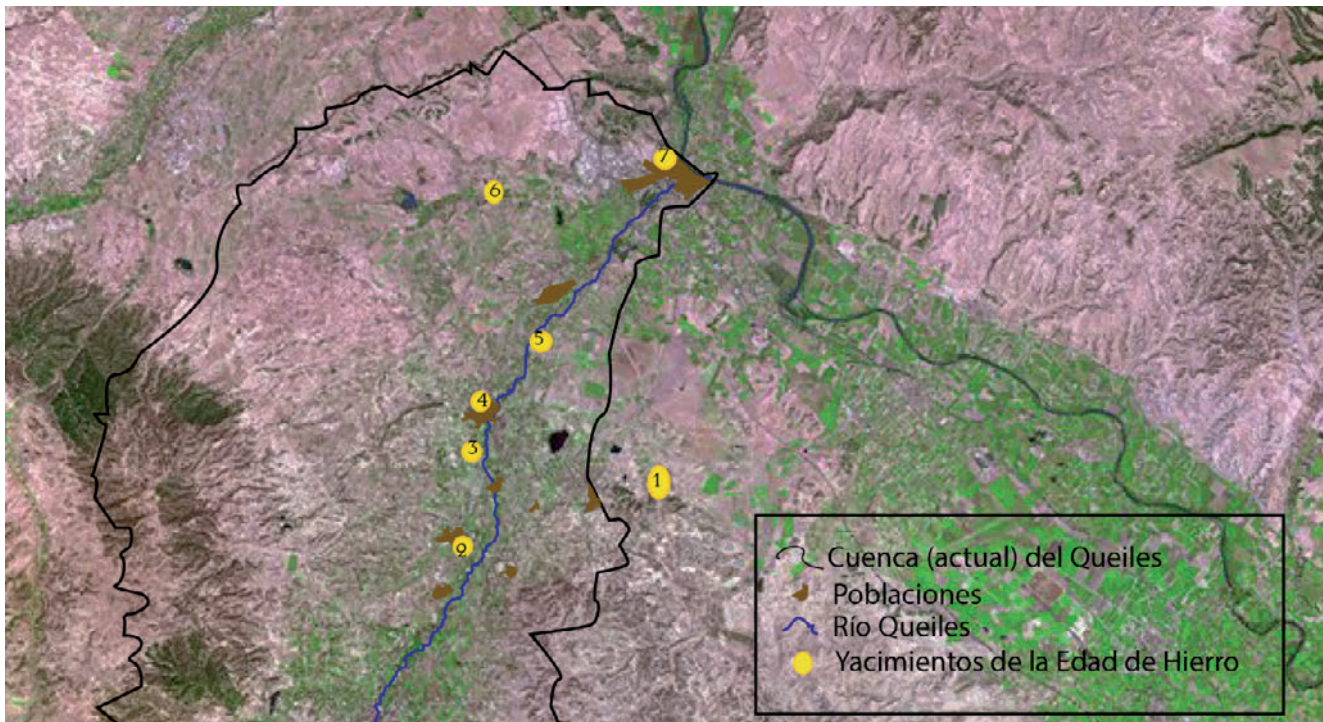 7
6
5
4
3
1
2
Cuenca (actual) del Queiles
Poblaciones
Río Queiles
Yacimientos de la Edad de Hierro